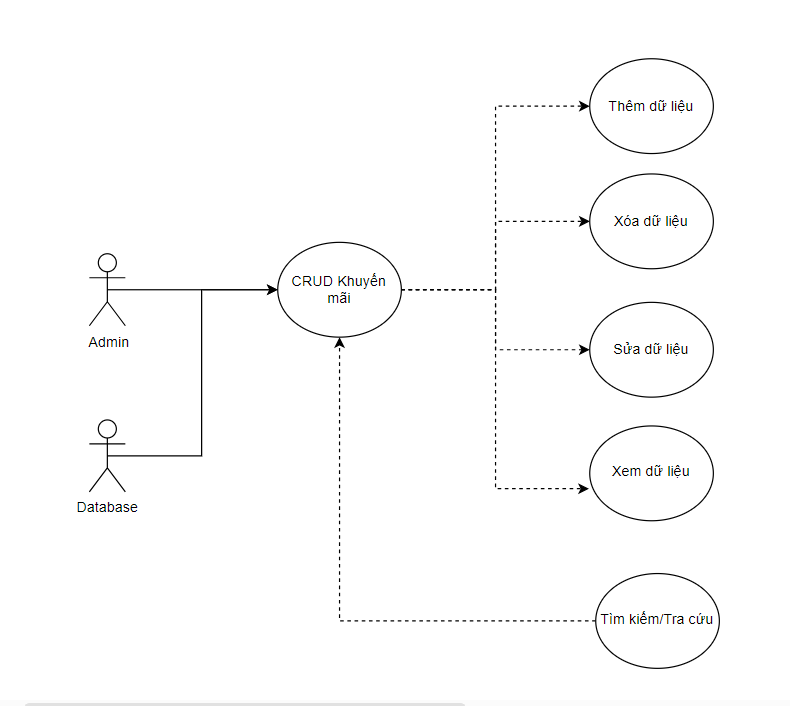 Thêm dữ liệu
Xóa dữ liệu
CRUD Khuyến
mãi
Admin
Sửa dữ liệu
Xem dữ liệu
Database
Tìm kiếm/Tra cứu